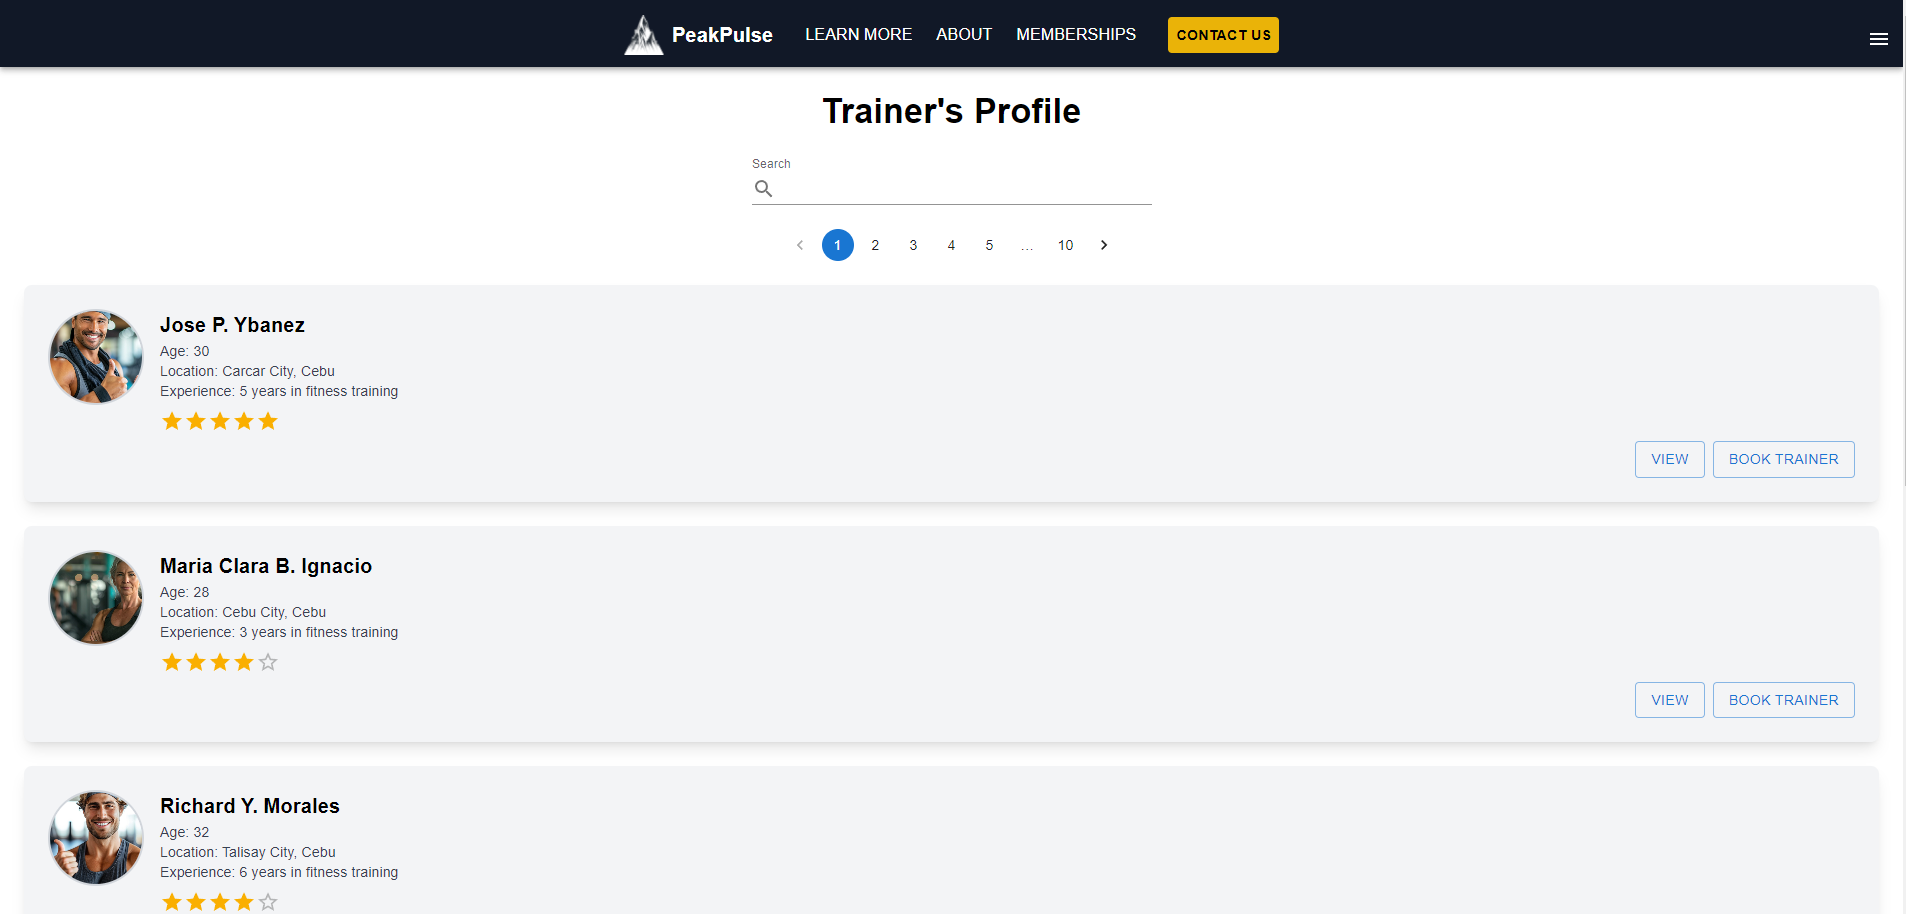 PeakPulse LEARN MORE ABOUT MEMBERSHIPS CONTACT US
Trainer's Profile
Search
1 2 3 4 5 ... 10
Jose P. Ybanez
Age: 30
Location: Carcar City, Cebu
Experience: 5 years in fitness training
VIEW BOOK TRAINER
Maria Clara B. Ignacio
Age: 28
Location: Cebu City, Cebu
Experience: 3 years in fitness training
VIEW BOOK TRAINER
Richard Y. Morales
Age: 32
Location: Talisay City, Cebu
Experience: 6 years in fitness training